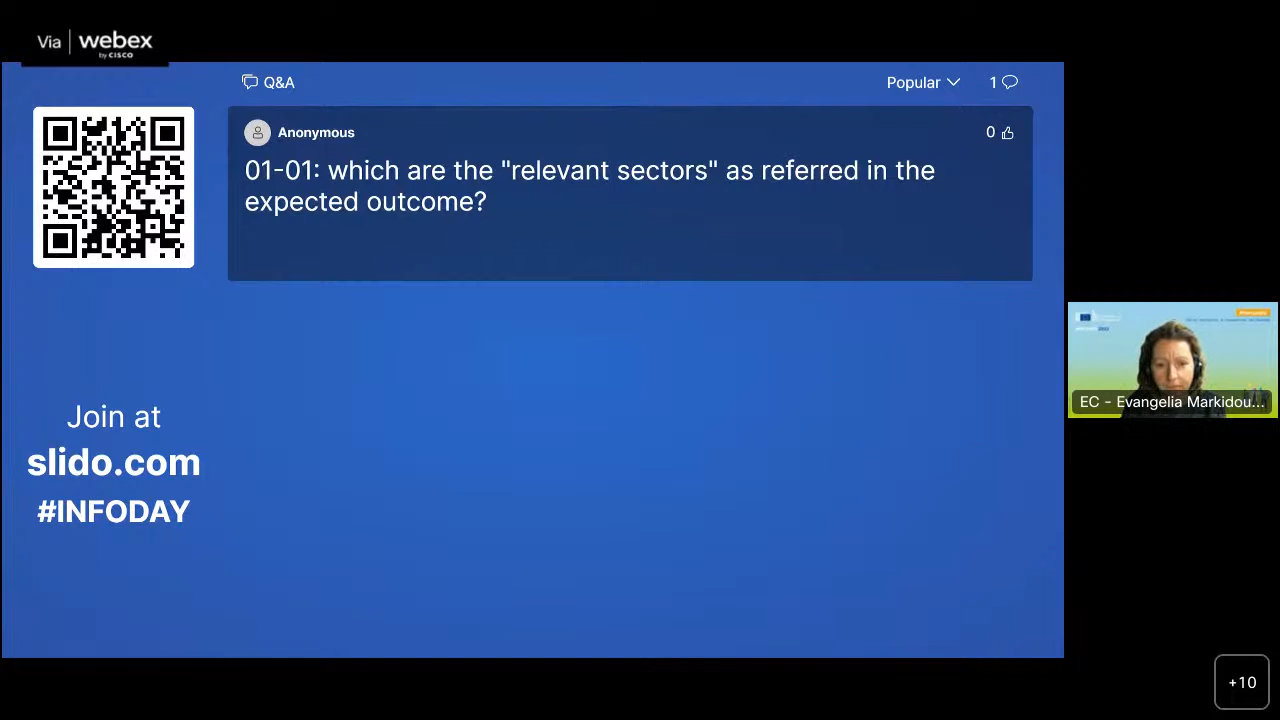 Via webex
by CISCO
Q&A
Popular
1
Anonymous
0
01-01: which are the "relevant sectors" as referred in the
expected outcome?
Join at
slido.com
#INFODAY
EC - Evangelia Markidou...
+10